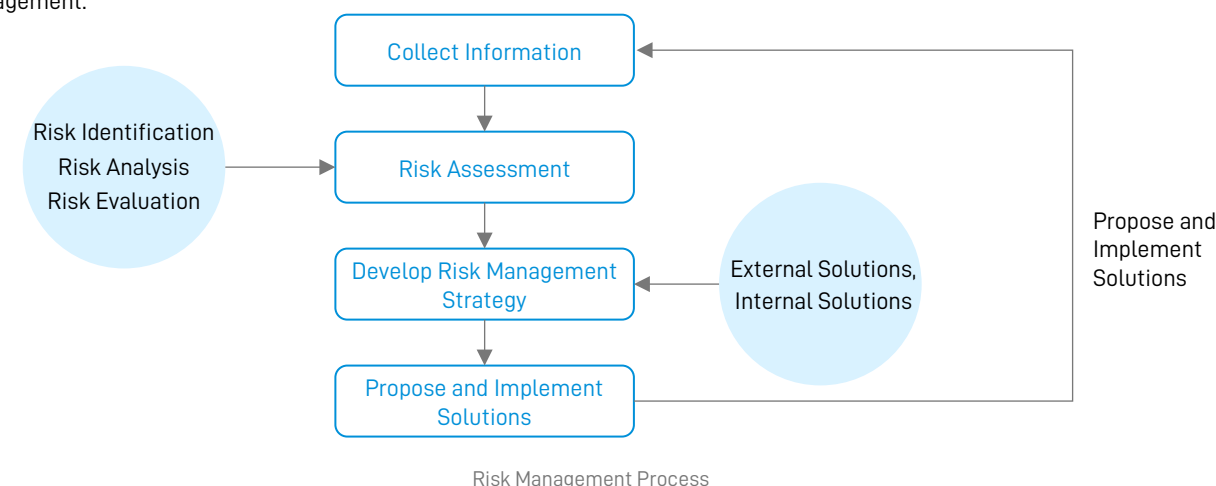 agement.
Collect Information
Risk Identification
Risk Analysis
Risk Evaluation
Risk Assessment
Develop Risk Management
Strategy
External Solutions,
Internal Solutions
Propose and
Implement
Solutions
Propose and Implement
Solutions
Risk Management Process